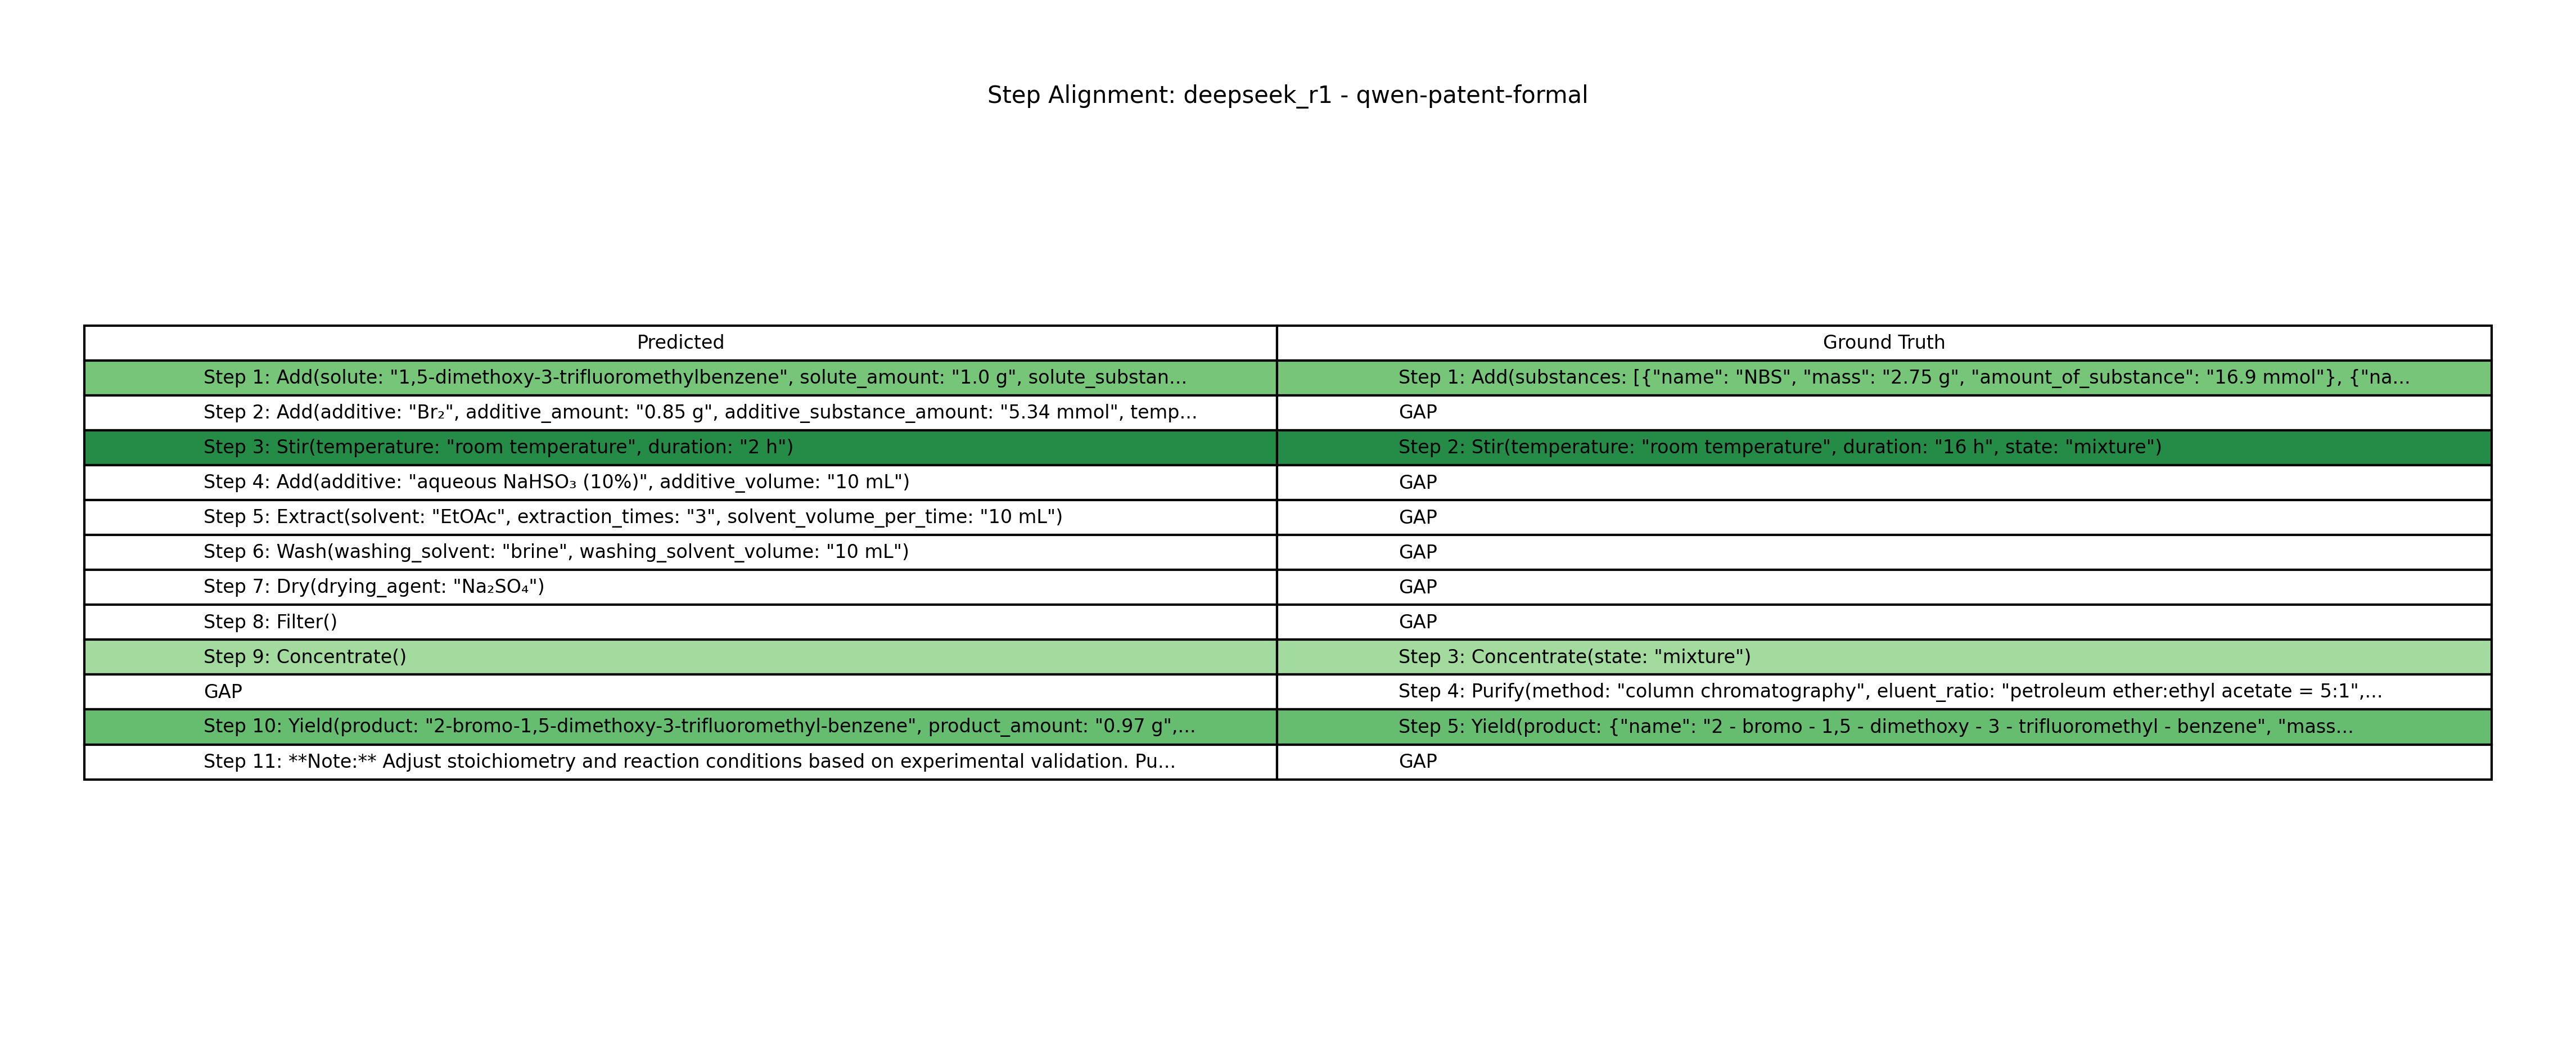 Step Alignment: deepseek_r1 - qwen-patent-formal
Predicted Ground Truth
Step 1: Add(solute: "1,5-dimethoxy-3-trifluoromethylbenzene", solute_amount: "1.0 g", solute_substan... Step 1: Add(substances: [{"name": "NBS", "mass": "2.75 g", "amount_of_substance": "16.9 mmol"}, {"na...
Step 2: Add(additive: "Br₂", additive_amount: "0.85 g", additive_substance_amount: "5.34 mmol", temp... GAP
Step 3: Stir(temperature: "room temperature", duration: "2 h") Step 2: Stir(temperature: "room temperature", duration: "16 h", state: "mixture")
Step 4: Add(additive: "aqueous NaHSO₃ (10%)", additive_volume: "10 mL") GAP
Step 5: Extract(solvent: "EtOAc", extraction_times: "3", solvent_volume_per_time: "10 mL") GAP
Step 6: Wash(washing_solvent: "brine", washing_solvent_volume: "10 mL") GAP
Step 7: Dry(drying_agent: "Na₂SO₄") GAP
Step 8: Filter() GAP
Step 9: Concentrate() Step 3: Concentrate(state: "mixture")
GAP Step 4: Purify(method: "column chromatography", eluent_ratio: "petroleum ether:ethyl acetate = 5:1",...
Step 10: Yield(product: "2-bromo-1,5-dimethoxy-3-trifluoromethyl-benzene", product_amount: "0.97 g",... Step 5: Yield(product: {"name": "2 - bromo - 1,5 - dimethoxy - 3 - trifluoromethyl - benzene", "mass...
Step 11: **Note:** Adjust stoichiometry and reaction conditions based on experimental validation. Pu... GAP